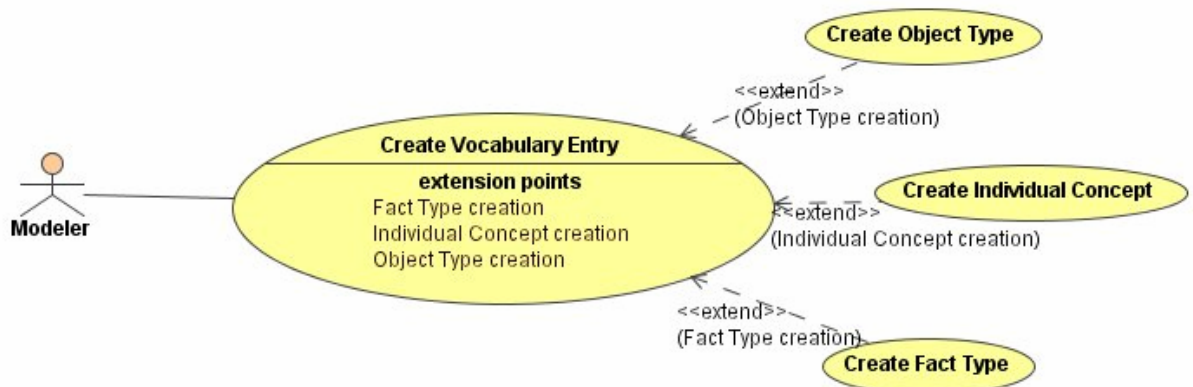 Create Object Type
<<extend>>
(Object Type creation)
Create Vocabulary Entry
extension points
Fact Type creation
Individual Concept creation
Object Type creation
Modeler
Create Individual Concept
<<extend>>
(Individual Concept creation)
<<extend>>
(Fact Type creation)
Create Fact Type